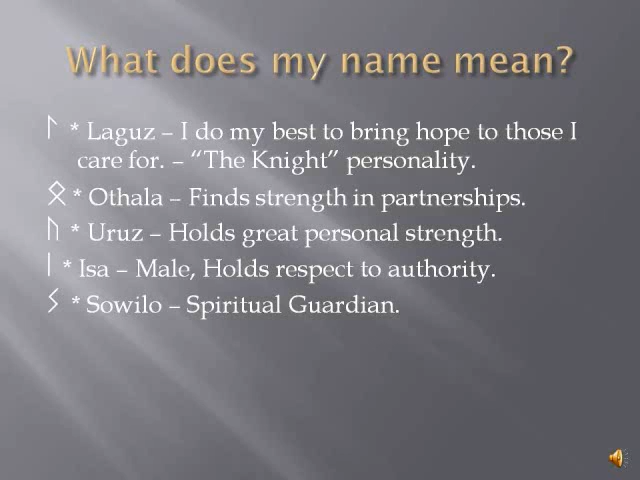 What does my name mean?
ᛚ * Laguz – I do my best to bring hope to those I
care for. – “The Knight” personality.
ᛟ * Othala – Finds strength in partnerships.
ᚢ * Uruz – Holds great personal strength.
ᛁ * Isa – Male, Holds respect to authority.
ᛊ * Sowilo – Spiritual Guardian.